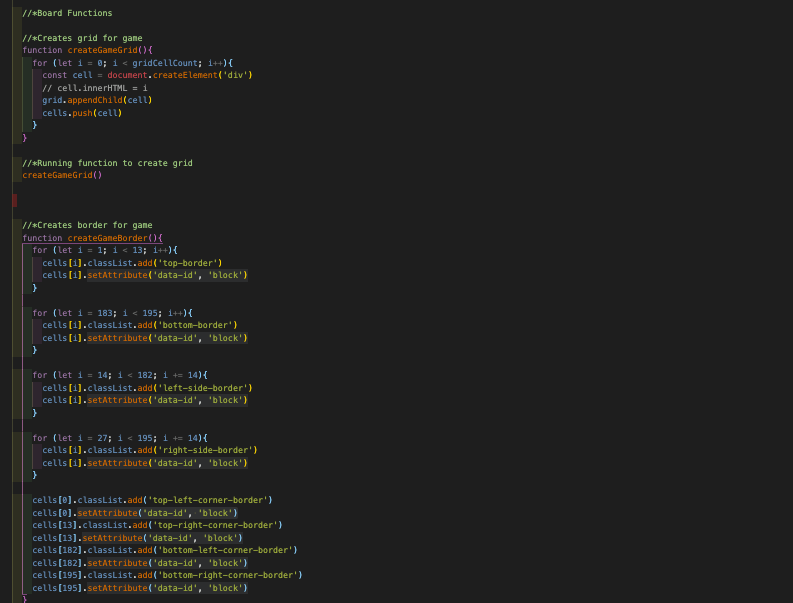 //*Board Functions
//*Creates grid for game
function createGameGrid(){
for (let i = 0; i < gridCellCount; i++){
const cell = document.createElement('div')
// cell.innerHTML = i
grid.appendChild(cell)
cells.push(cell)
}
}
//*Running function to create grid
createGameGrid()
//*Creates border for game
function createGameBorder(){
for (let i = 1; i < 13; i++){
cells[i].classList.add('top-border')
cells[i].setAttribute('data-id', 'block')
}
for (let i = 183; i < 195; i++){
cells[i].classList.add('bottom-border')
cells[i].setAttribute('data-id', 'block')
}
for (let i = 14; i < 182; i += 14){
cells[i].classList.add('left-side-border')
cells[i].setAttribute('data-id', 'block')
}
for (let i = 27; i < 195; i += 14){
cells[i].classList.add('right-side-border')
cells[i].setAttribute('data-id', 'block')
}
cells[0].classList.add('top-left-corner-border')
cells[0].setAttribute('data-id', 'block')
cells[13].classList.add('top-right-corner-border')
cells[13].setAttribute('data-id', 'block')
cells[182].classList.add('bottom-left-corner-border')
cells[182].setAttribute('data-id', 'block')
cells[195].classList.add('bottom-right-corner-border')
cells[195].setAttribute('data-id', 'block')
}